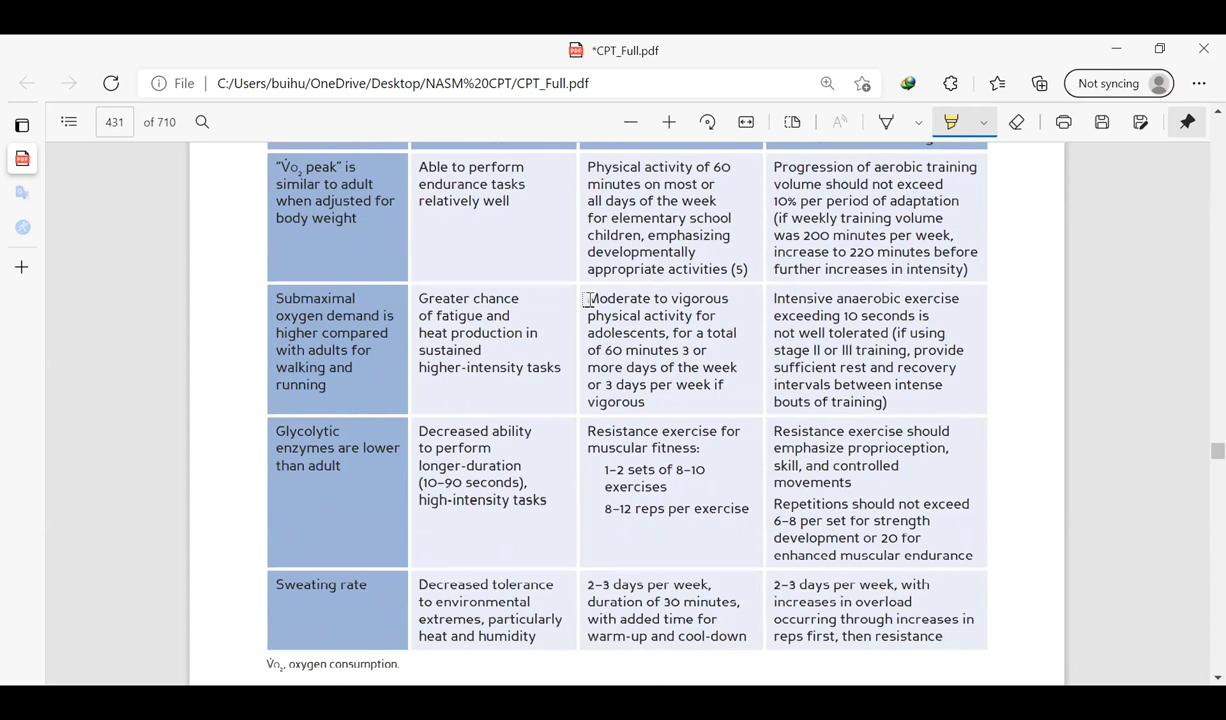 *CPT_Full.pdf
File
C:/Users/buihu/OneDrive/Desktop/NASM%20CPT/CPT_Full.pdf
Not syncing
431
of 710
"V̇O₂ peak" is
similar to adult
when adjusted for
body weight
Able to perform
endurance tasks
relatively well
Physical activity of 60
minutes on most or
all days of the week
for elementary school
children, emphasizing
developmentally
appropriate activities (5)
Progression of aerobic training
volume should not exceed
10% per period of adaptation
(if weekly training volume
was 200 minutes per week,
increase to 220 minutes before
further increases in intensity)
Submaximal
oxygen demand is
higher compared
with adults for
walking and
running
Greater chance
of fatigue and
heat production in
sustained
higher-intensity tasks
Moderate to vigorous
physical activity for
adolescents, for a total
of 60 minutes 3 or
more days of the week
or 3 days per week if
vigorous
Intensive anaerobic exercise
exceeding 10 seconds is
not well tolerated (if using
stage II or III training, provide
sufficient rest and recovery
intervals between intense
bouts of training)
Glycolytic
enzymes are lower
than adult
Decreased ability
to perform
longer-duration
(10–90 seconds),
high-intensity tasks
Resistance exercise for
muscular fitness:
1–2 sets of 8–10
exercises
8–12 reps per exercise
Resistance exercise should
emphasize proprioception,
skill, and controlled
movements
Repetitions should not exceed
6–8 per set for strength
development or 20 for
enhanced muscular endurance
Sweating rate
Decreased tolerance
to environmental
extremes, particularly
heat and humidity
2–3 days per week,
duration of 30 minutes,
with added time for
warm-up and cool-down
2–3 days per week, with
increases in overload
occurring through increases in
reps first, then resistance
V̇O₂, oxygen consumption.